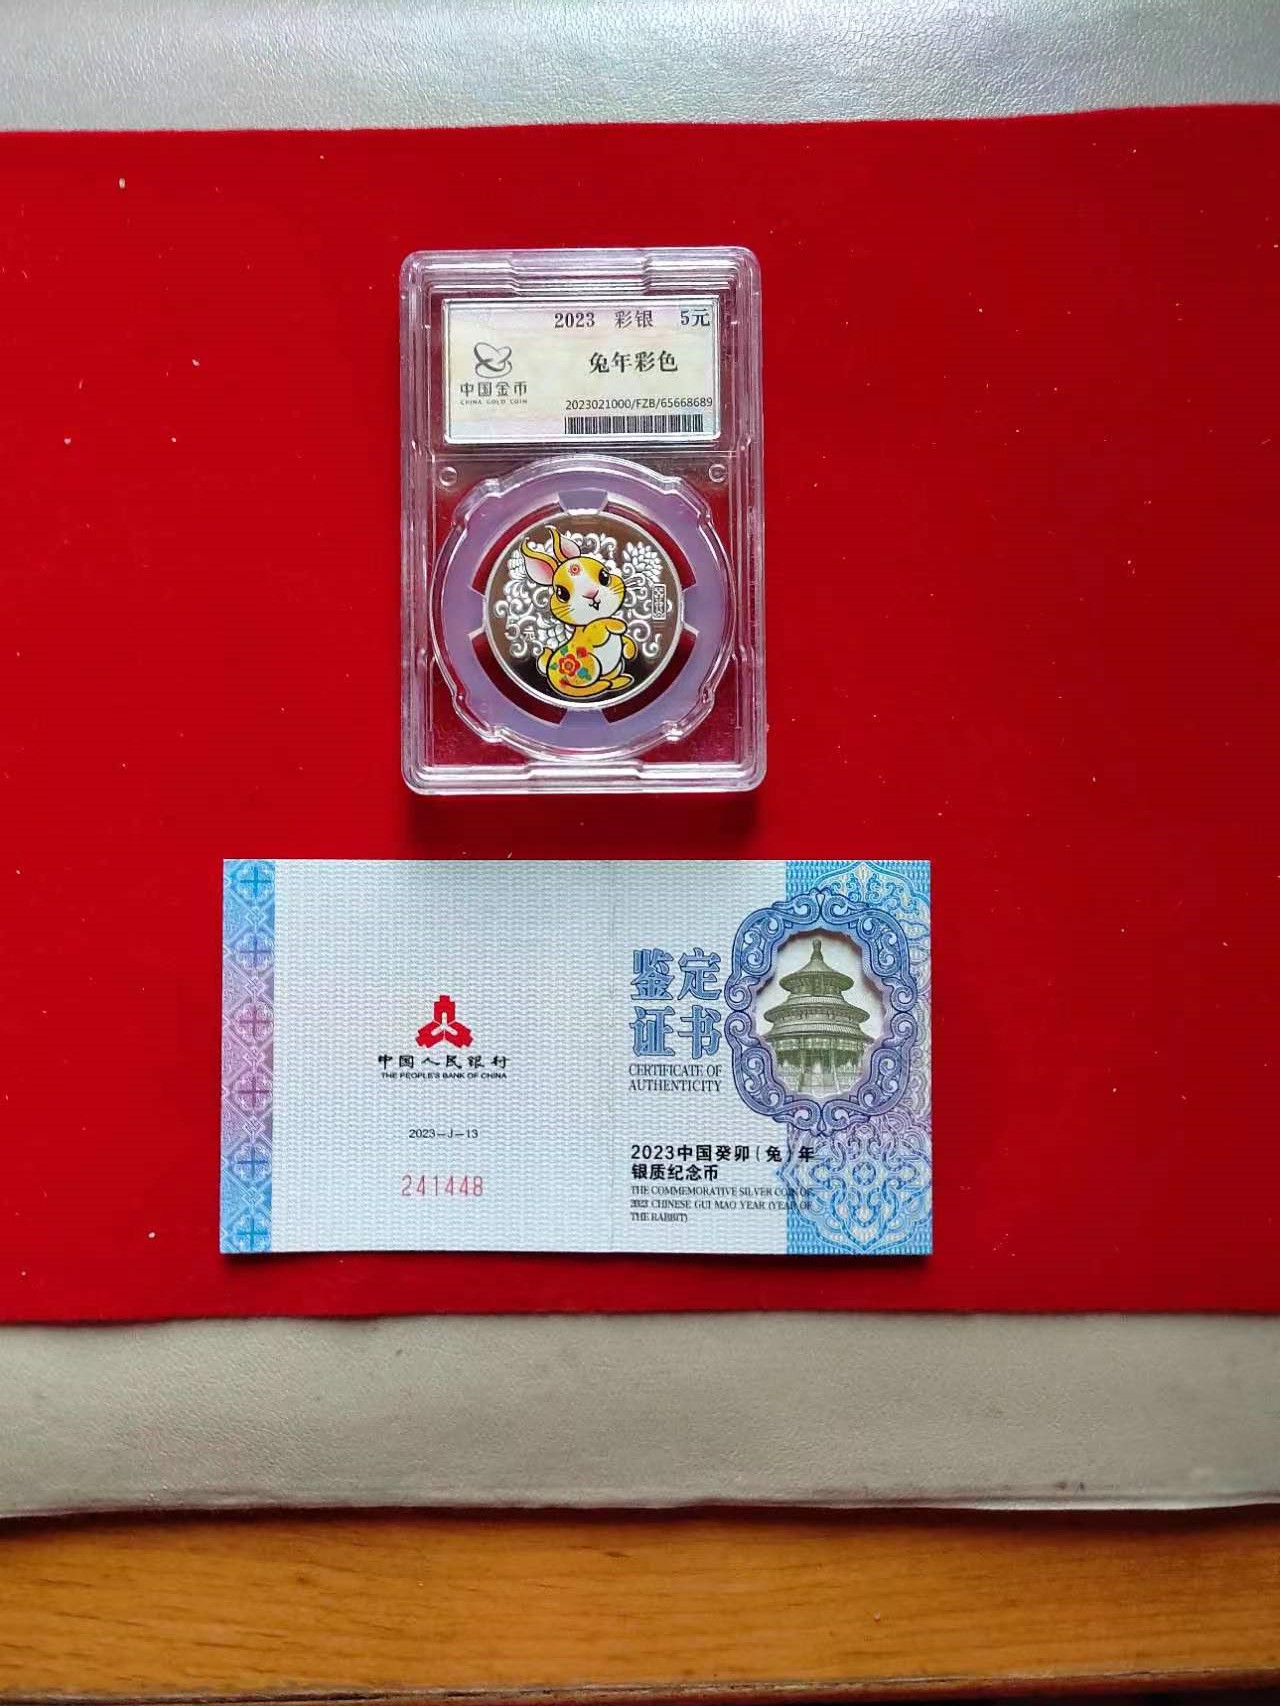 2023 彩银 5元
兔年彩色
中国金币
CHINA GOLD COIN
2023021000/FZB/65668689
元
鉴定
证书
CERTIFICATE OF
AUTHENTICITY
中国人民银行
THE PEOPLE'S BANK OF CHINA
2023-J-13
241448
2023中国癸卯(兔)年
银质纪念币
THE COMMEMORATIVE SILVER COIN OF
2023 CHINESE GUI MAO YEAR (YEAR OF
THE RABBIT)